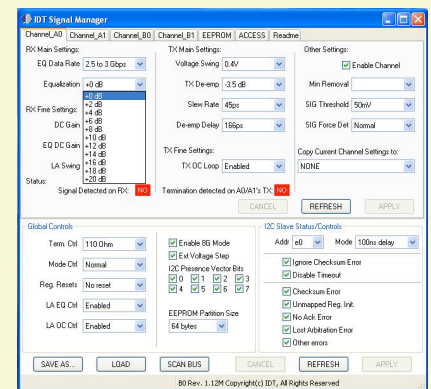 IDT Signal Manager
Channel_A0 Channel_A1 Channel_B0 Channel_B1 EEPROM ACCESS Readme
RX Main Settings:
EQ Data Rate 2.5 to 3 Gbps
Equalization +0 dB
+0 dB
+2 dB
+4 dB
+6 dB
+8 dB
+10 dB
+12 dB
+14 dB
+16 dB
+18 dB
+20 dB
RX Fine Settings:
DC Gain
EQ DC Gain
LA Swing
Status:
Signal Detected on RX: NO
TX Main Settings:
Voltage Swing 0.4V
TX De-emp -3.5 dB
Slew Rate 45ps
De-emp Delay 166ps
TX Fine Settings:
TX OC Loop Enabled
Termination detected on A0/A1's TX: NO
Other Settings:
Enable Channel
Min Removal
SIG Threshold 50mV
SIG Force Det Normal
Copy Current Channel Settings to:
NONE
CANCEL REFRESH APPLY
Global Controls
Term. Ctrl 110 Ohm
Mode Ctrl Normal
Reg. Resets No reset
LA EQ Ctrl Enabled
LA OC Ctrl Enabled
Enable 8G Mode
Ext Voltage Step
I2C Presence Vector Bits
0 1 2 3
4 5 6 7
EEPROM Partition Size
64 bytes
I2C Slave Status/Controls
Addr e0 Mode 100ns delay
Ignore Checksum Error
Disable Timeout
Checksum Error
Unmapped Reg. Init.
No Ack Error
Lost Arbitration Error
Other errors
SAVE AS... LOAD SCAN BUS CANCEL REFRESH APPLY
B0 Rev. 1.12M Copyright(c) IDT, All Rights Reserved